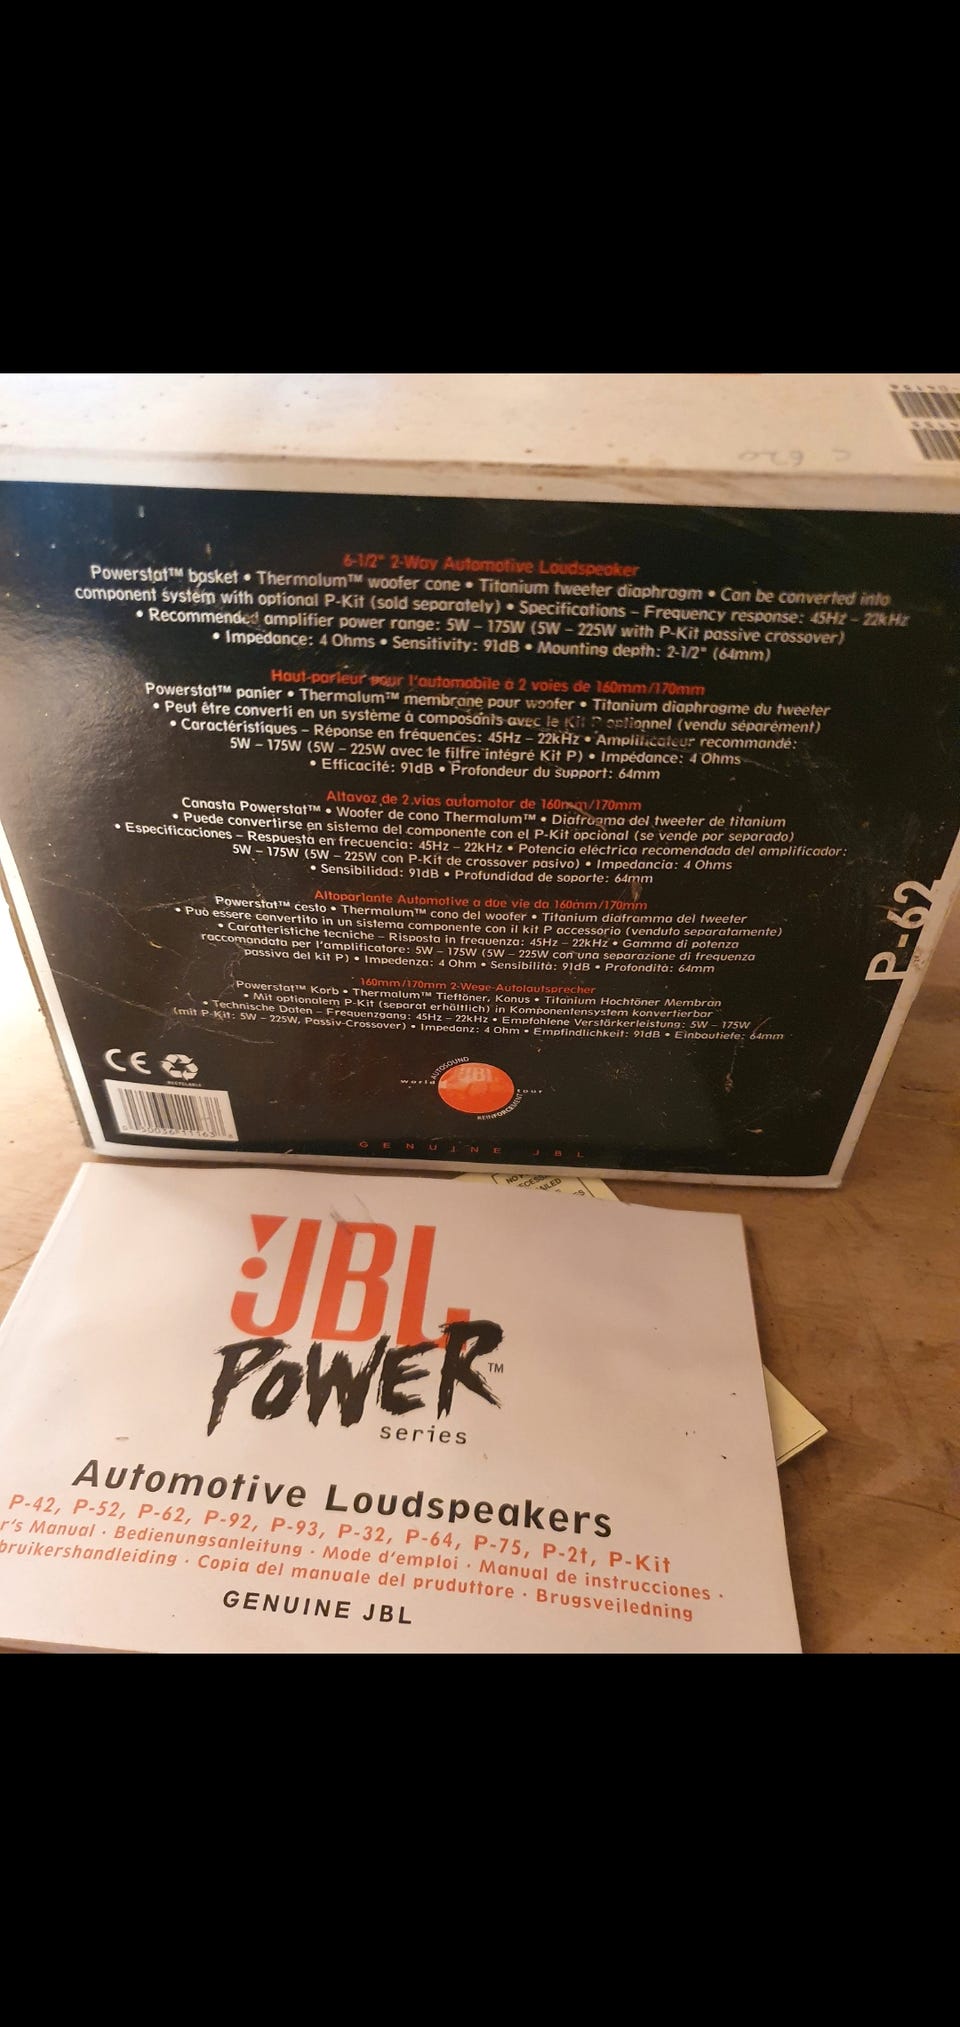 C 620
6-1/2" 2-Way Automotive Loudspeaker
Powerstat™ basket • Thermalum™ woofer cone • Titanium tweeter diaphragm • Can be converted into
component system with optional P-Kit (sold separately) • Specifications – Frequency response: 45Hz – 22kHz
• Recommended amplifier power range: 5W – 175W (5W – 225W with P-Kit passive crossover)
• Impedance: 4 Ohms • Sensitivity: 91dB • Mounting depth: 2-1/2" (64mm)
Haut-parleur pour l'automobile à 2 voies de 160mm/170mm
Powerstat™ panier • Thermalum™ membrane pour woofer • Titanium diaphragme du tweeter
• Peut être converti en un système à composants avec le Kit P optionnel (vendu séparément)
• Caractéristiques – Réponse en fréquences: 45Hz – 22kHz • Amplificateur recommandé:
5W – 175W (5W – 225W avec le filfre intégré Kit P) • Impédance: 4 Ohms
• Efficacité: 91dB • Profondeur du support: 64mm
Altavoz de 2.vias automotor de 160mm/170mm
Canasta Powerstat™ • Woofer de cono Thermalum™ • Diafragma del tweeter de titanium
• Puede convertirse en sistema del componente con el P-Kit opcional (se vende por separado)
• Especificaciones – Respuesta en frecuencia: 45Hz – 22kHz • Potencia eléctrica recomendada del amplificador:
5W – 175W (5W – 225W con P-Kit de crossover pasivo) • Impedancia: 4 Ohms
• Sensibilidad: 91dB • Profundidad de soporte: 64mm
Altoparlante Automotive a due vie da 160mm/170mm
Powerstat™ cesto • Thermalum™ cono del woofer • Titanium diaframma del tweeter
• Può essere convertito in un sistema componente con il kit P accessório (venduto separatamente)
• Caratteristiche tecniche – Risposta in frequenza: 45Hz – 22kHz • Gamma di potenza
raccomandata per l'amplificatore: 5W – 175W (5W – 225W con una separazione di frequenza
passiva del kit P) • Impedenza: 4 Ohm • Sensibilità: 91dB • Profondità: 64mm
160mm/170mm 2-Wege-Autolautsprecher
Powerstat™ Korb • Thermalum™ Tieftöner, Konus • Titanium Hochtöner Membran
• Mit optionalem P-Kit (separat erhältlich) in Komponentensystem konvertierbar
• Technische Daten – Frequenzgang: 45Hz – 22kHz • Empfohlene Verstärkerleistung: 5W – 175W
(mit P-Kit: 5W – 225W, Passiv-Crossover) • Impedanz: 4 Ohm • Empfindlichkeit: 91dB • Einbautiefe: 64mm
P-62
CE
RECYCLABLE
world AUTOSOUND tour
JBL
REINFORCEMENT
GENUINE JBL
JBL
POWER™
series
Automotive Loudspeakers
P-42, P-52, P-62, P-92, P-93, P-32, P-64, P-75, P-2t, P-Kit
r's Manual · Bedienungsanleitung · Mode d'emploi · Manual de instrucciones ·
bruikershandleiding · Copia del manuale del pruduttore · Brugsvejledning
GENUINE JBL